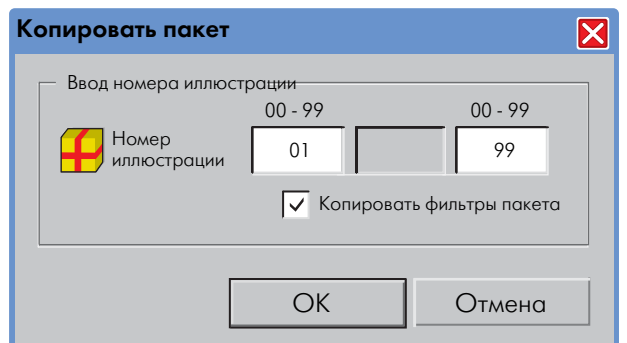 Копировать пакет
Ввод номера иллюстрации
00 - 99 00 - 99
Номер
иллюстрации
01 99
Копировать фильтры пакета
OK Отмена